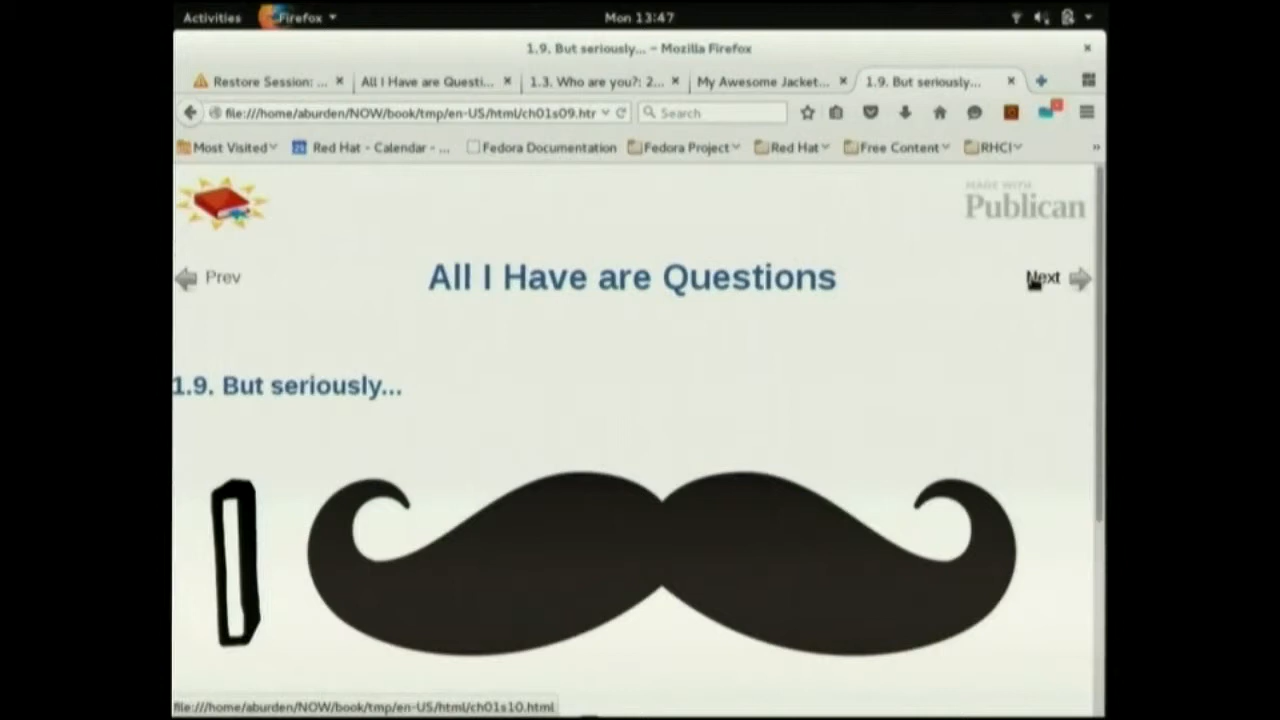 Activities Firefox Mon 13:47
1.9. But seriously... - Mozilla Firefox
Restore Session: ... All I Have are Questi... 1.3. Who are you?: 2... My Awesome Jacket... 1.9. But seriously...
file:///home/aburden/NOW/book/tmp/en-US/html/ch01s09.htr Search
Most Visited Red Hat - Calendar - ... Fedora Documentation Fedora Project Red Hat Free Content RHCI »
MADE WITH
Publican
Prev All I Have are Questions Next
1.9. But seriously...
I
file:///home/aburden/NOW/book/tmp/en-US/html/ch01s10.html